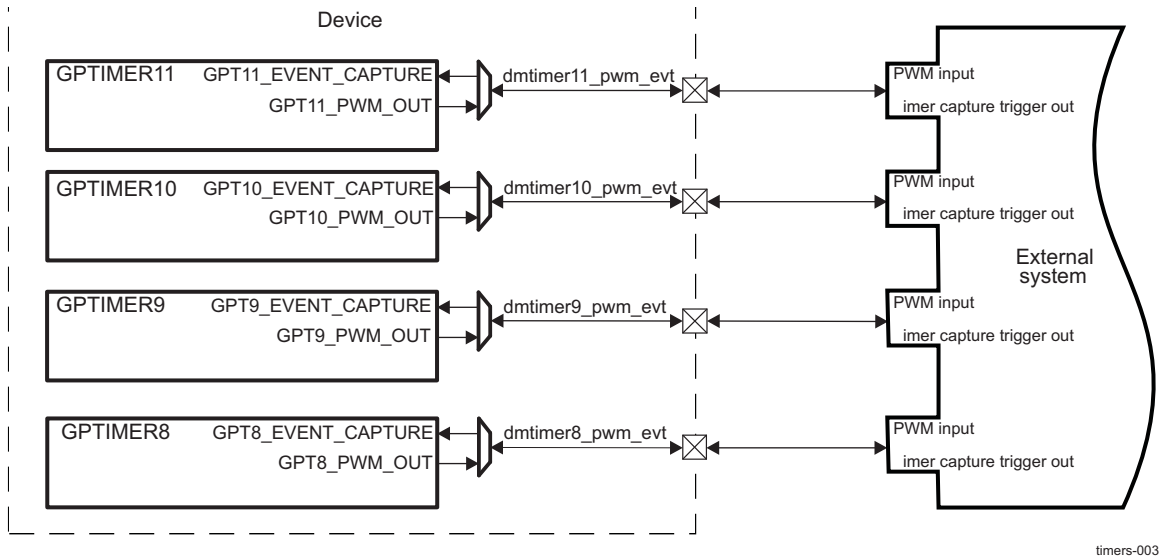 Device
GPTIMER11 GPT11_EVENT_CAPTURE
GPT11_PWM_OUT
dmtimer11_pwm_evt
PWM input
imer capture trigger out
GPTIMER10 GPT10_EVENT_CAPTURE
GPT10_PWM_OUT
dmtimer10_pwm_evt
PWM input
imer capture trigger out
External
system
GPTIMER9 GPT9_EVENT_CAPTURE
GPT9_PWM_OUT
dmtimer9_pwm_evt
PWM input
imer capture trigger out
GPTIMER8 GPT8_EVENT_CAPTURE
GPT8_PWM_OUT
dmtimer8_pwm_evt
PWM input
imer capture trigger out
timers-003